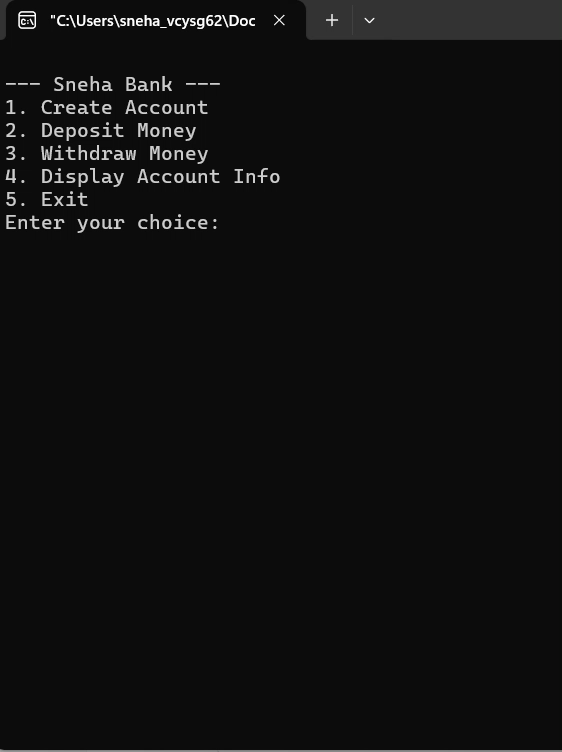 "C:\Users\sneha_vcysg62\Doc
--- Sneha Bank ---
1. Create Account
2. Deposit Money
3. Withdraw Money
4. Display Account Info
5. Exit
Enter your choice: